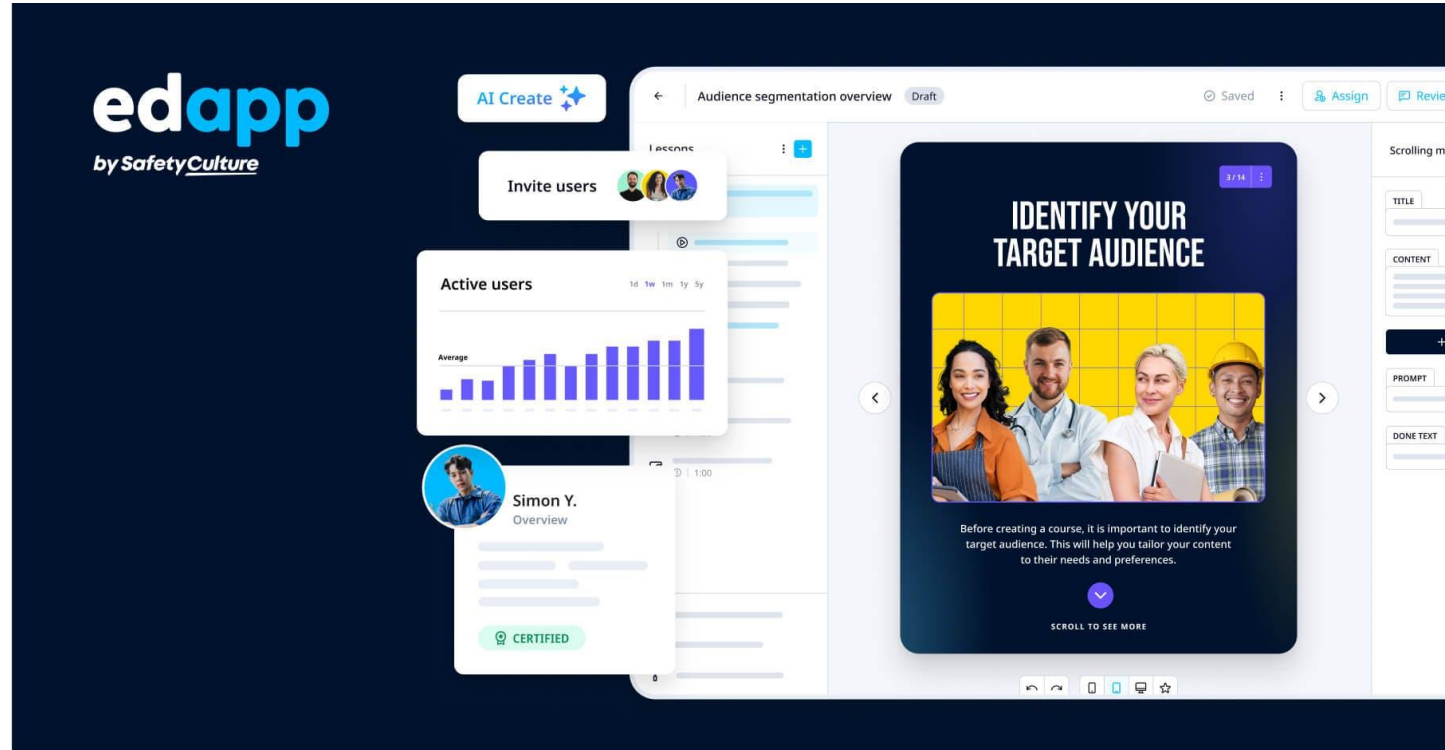 edapp
by SafetyCulture
AI Create
Invite users
Active users
1d 1w 1m 1y 5y
Average
Simon Y.
Overview
CERTIFIED
Audience segmentation overview Draft
Saved
Assign
Lessons
1:00
3 / 14
IDENTIFY YOUR
TARGET AUDIENCE
Before creating a course, it is important to identify your
target audience. This will help you tailor your content
to their needs and preferences.
SCROLL TO SEE MORE
Revie
Scrolling m
TITLE
CONTENT
PROMPT
DONE TEXT